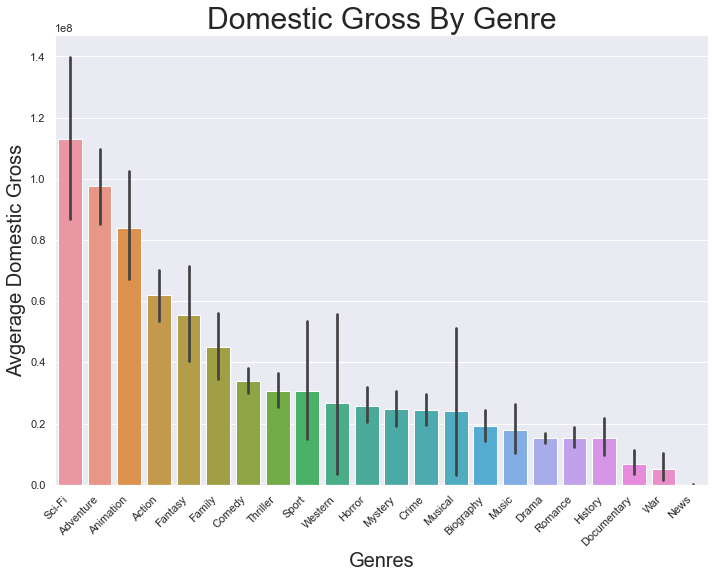 Domestic Gross By Genre
1e8
1.4
1.2
1.0
0.8
0.6
0.4
0.2
0.0
Avgerage Domestic Gross
Sci-Fi
Adventure
Animation
Action
Fantasy
Family
Comedy
Thriller
Sport
Western
Horror
Mystery
Crime
Musical
Biography
Music
Drama
Romance
History
Documentary
War
News
Genres